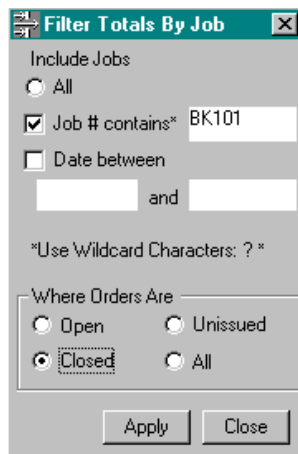 Filter Totals By Job
Include Jobs
All
Job # contains* BK101
Date between
and
*Use Wildcard Characters: ? *
Where Orders Are
Open Unissued
Closed All
Apply Close